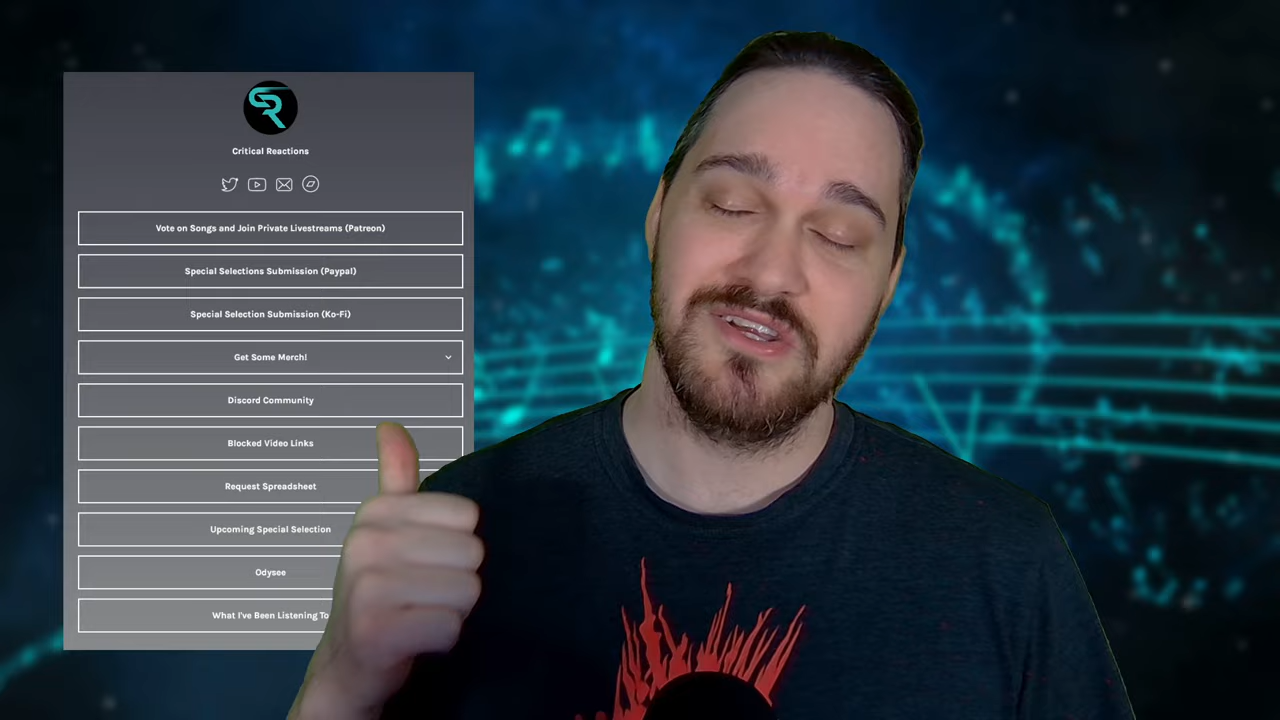 CR
Critical Reactions
Vote on Songs and Join Private Livestreams (Patreon)
Special Selections Submission (Paypal)
Special Selection Submission (Ko-Fi)
Get Some Merch!
Discord Community
Blocked Video Links
Request Spreadsheet
Upcoming Special Selection
Odysee
What I've Been Listening To